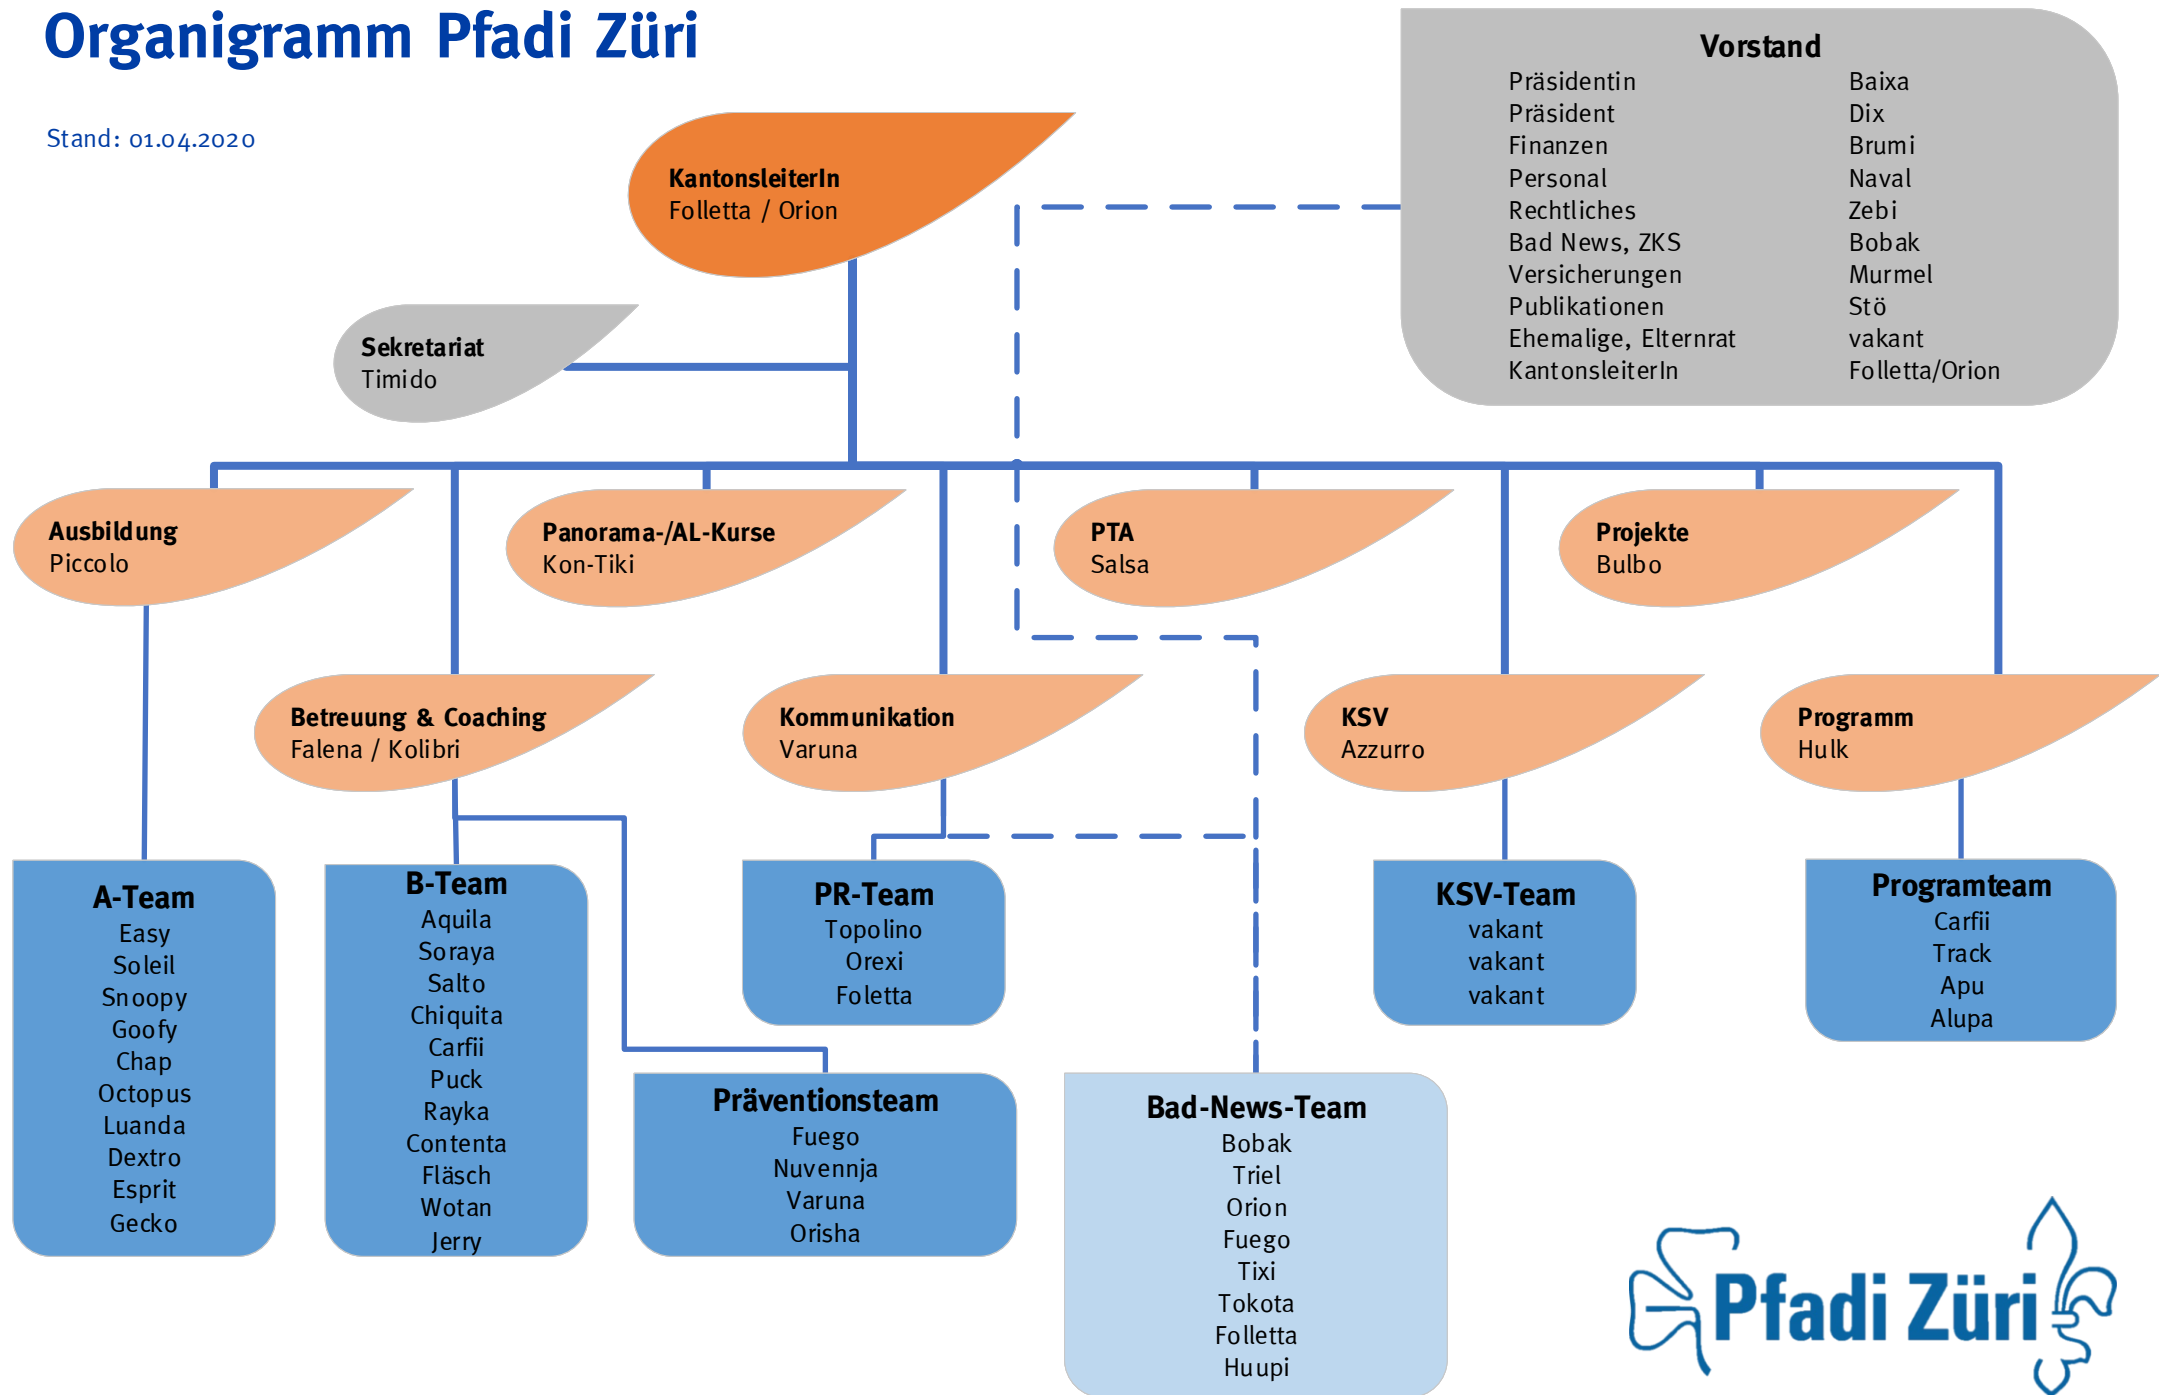 Organigramm Pfadi Züri
Stand: 01.04.2020
Vorstand
Präsidentin Baixa
Präsident Dix
Finanzen Brumi
Personal Naval
Rechtliches Zebi
Bad News, ZKS Bobak
Versicherungen Murmel
Publikationen Stö
Ehemalige, Elternrat vakant
KantonsleiterIn Folletta/Orion
KantonsleiterIn
Folletta / Orion
Sekretariat
Timido
Ausbildung
Piccolo
Panorama-/AL-Kurse
Kon-Tiki
PTA
Salsa
Projekte
Bulbo
Betreuung & Coaching
Falena / Kolibri
Kommunikation
Varuna
KSV
Azzurro
Programm
Hulk
A-Team
Easy
Soleil
Snoopy
Goofy
Chap
Octopus
Luanda
Dextro
Esprit
Gecko
B-Team
Aquila
Soraya
Salto
Chiquita
Carfii
Puck
Rayka
Contenta
Fläsch
Wotan
Jerry
PR-Team
Topolino
Orexi
Foletta
KSV-Team
vakant
vakant
vakant
Programteam
Carfii
Track
Apu
Alupa
Präventionsteam
Fuego
Nuvennja
Varuna
Orisha
Bad-News-Team
Bobak
Triel
Orion
Fuego
Tixi
Tokota
Folletta
Huupi
Pfadi Züri